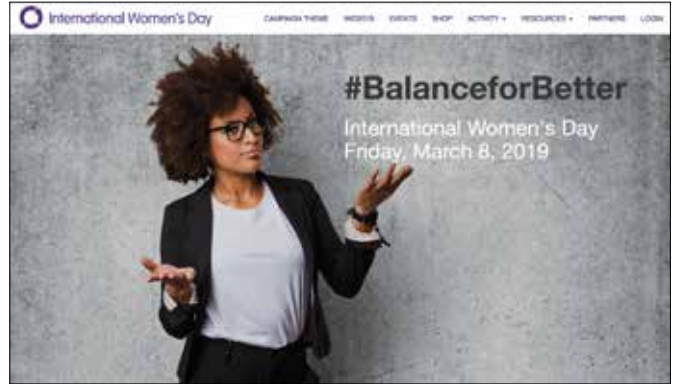 International Women's Day
CAMPAIGN THEME VIDEOS EVENTS SHOP ACTIVITY RESOURCES PARTNERS LOGIN
#BalanceforBetter
International Women's Day
Friday, March 8, 2019